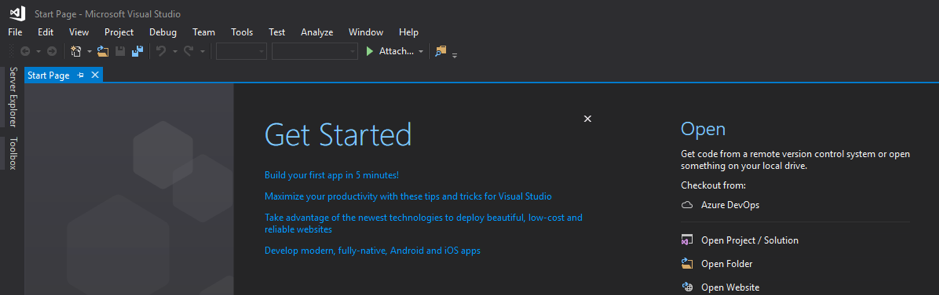 Start Page - Microsoft Visual Studio
File Edit View Project Debug Team Tools Test Analyze Window Help
Attach...
Server Explorer
Toolbox
Start Page
Get Started
Build your first app in 5 minutes!
Maximize your productivity with these tips and tricks for Visual Studio
Take advantage of the newest technologies to deploy beautiful, low-cost and
reliable websites
Develop modern, fully-native, Android and iOS apps
Open
Get code from a remote version control system or open
something on your local drive.
Checkout from:
Azure DevOps
Open Project / Solution
Open Folder
Open Website